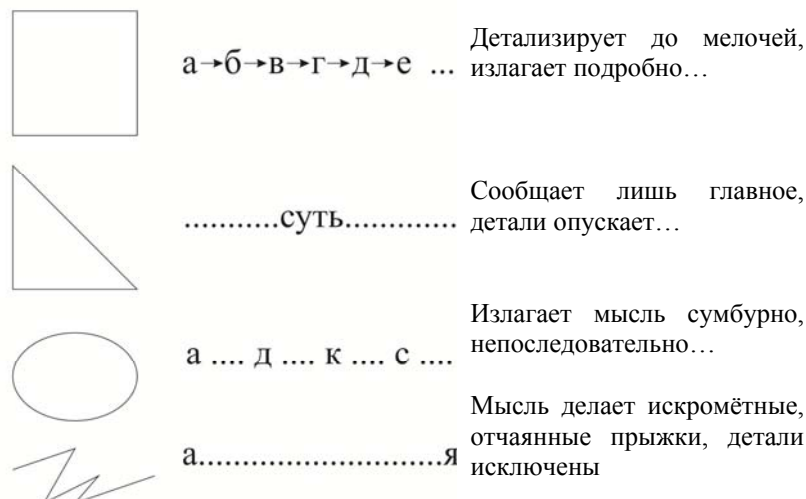 а→б→в→г→д→е ...
Детализирует до мелочей,
излагает подробно…
...........суть.............
Сообщает лишь главное,
детали опускает…
а .... д .... к .... с ....
Излагает мысль сумбурно,
непоследовательно…
а..........................я
Мысль делает искромётные,
отчаянные прыжки, детали
исключены